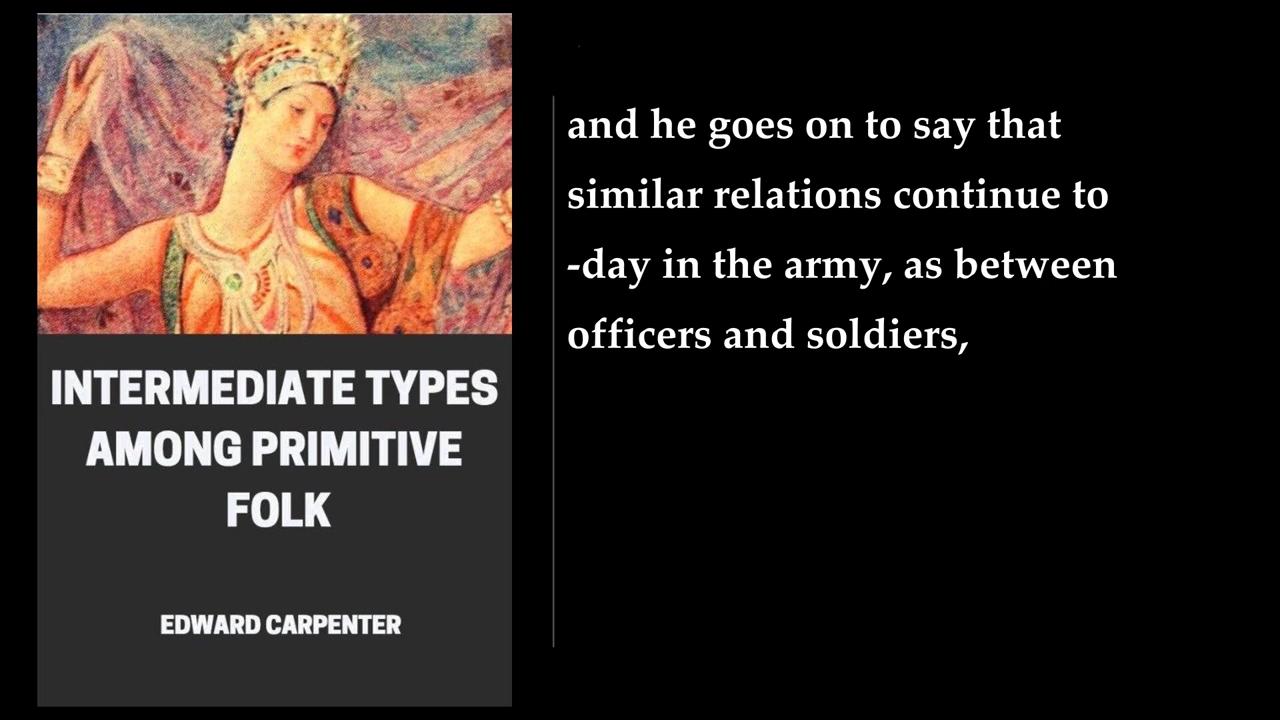 INTERMEDIATE TYPES
AMONG PRIMITIVE
FOLK
EDWARD CARPENTER
and he goes on to say that
similar relations continue to
-day in the army, as between
officers and soldiers,